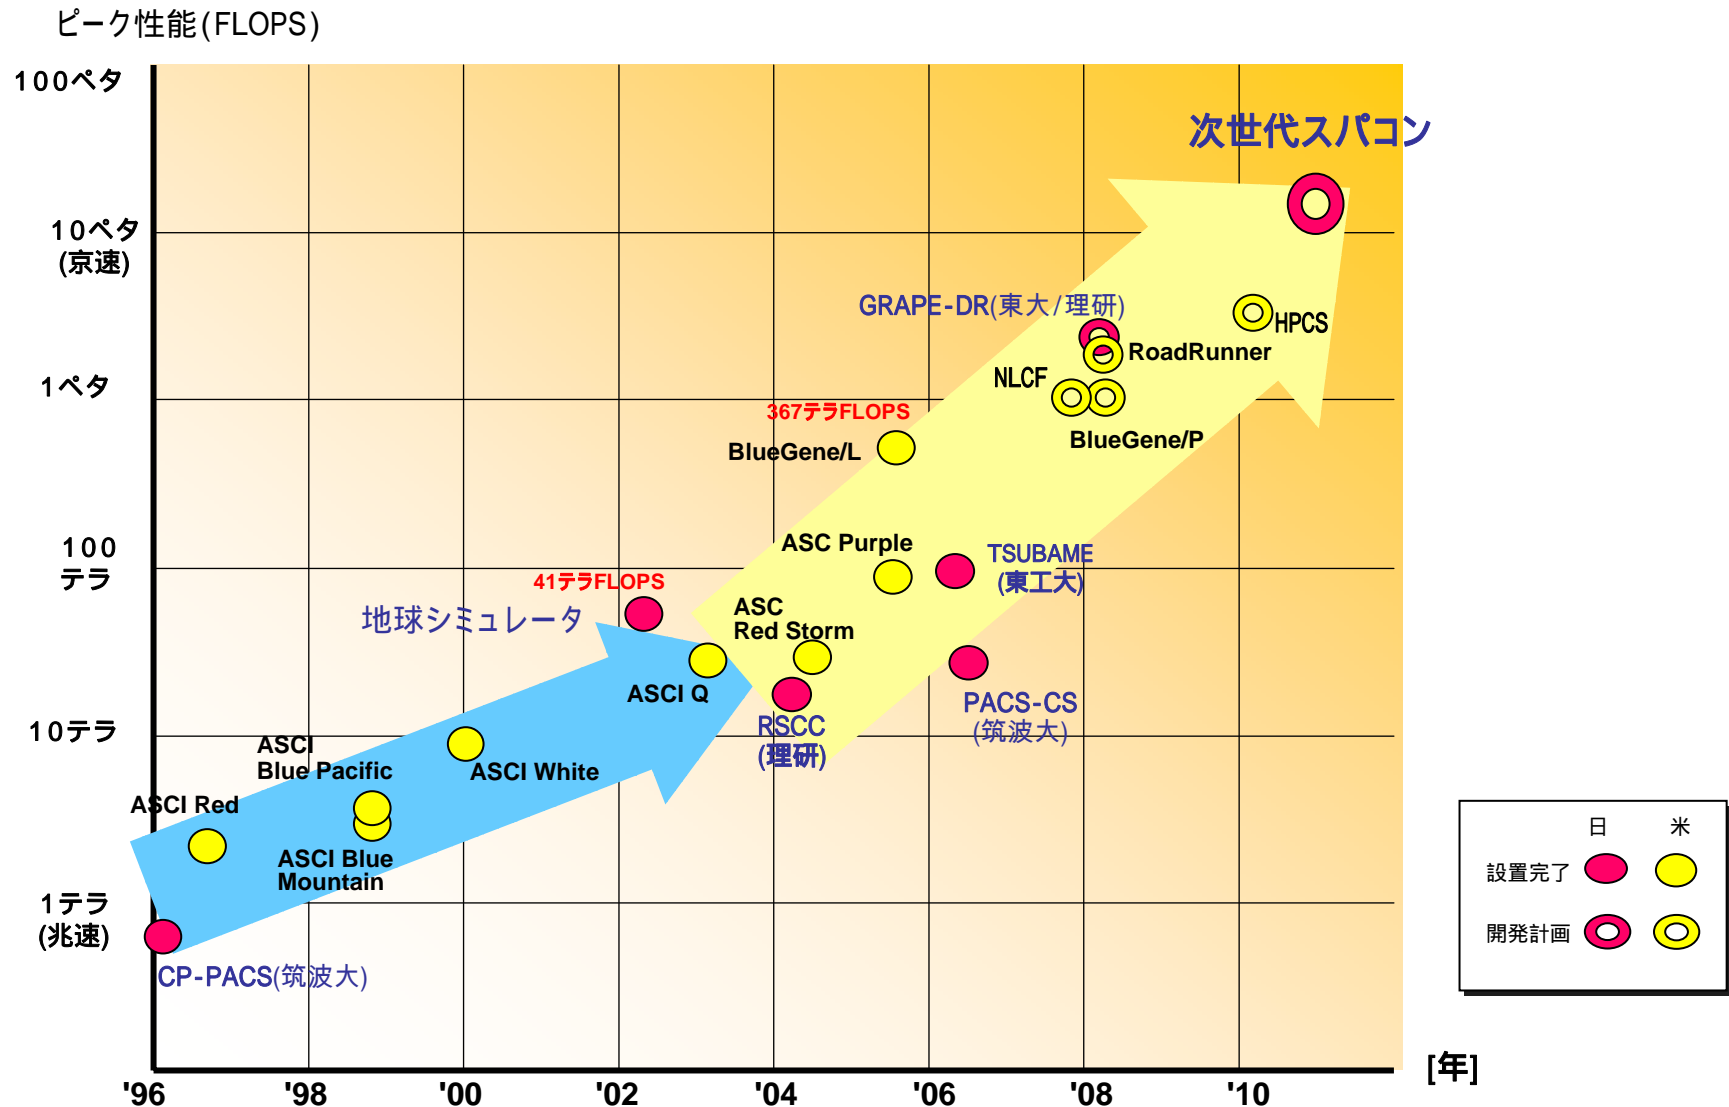 ピーク性能(FLOPS)
100ペタ
次世代スパコン
10ペタ
(京速)
GRAPE-DR(東大/理研)
HPCS
RoadRunner
NLCF
1ペタ
367テラFLOPS
BlueGene/P
BlueGene/L
100
テラ
ASC Purple
TSUBAME
(東工大)
41テラFLOPS
地球シミュレータ
ASC
Red Storm
ASCI Q
PACS-CS
(筑波大)
RSCC
(理研)
10テラ
ASCI
Blue Pacific
ASCI White
ASCI Red
ASCI Blue
Mountain
1テラ
(兆速)
CP-PACS(筑波大)
日 米
設置完了
開発計画
[年]
'96 '98 '00 '02 '04 '06 '08 '10